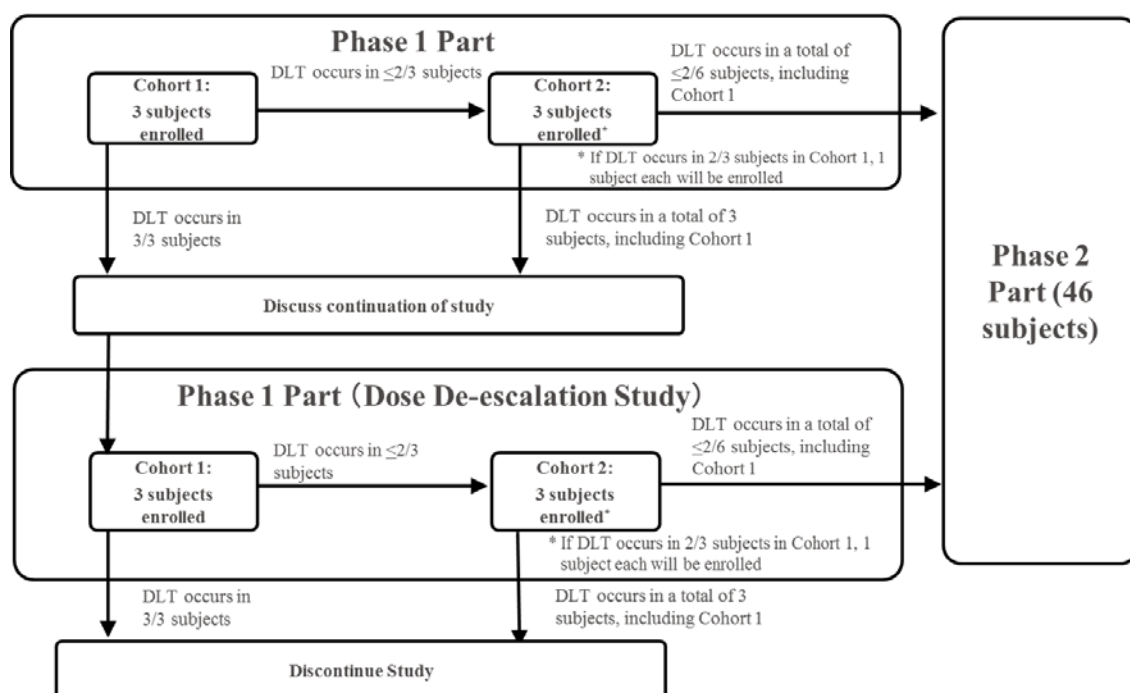 Phase 1 Part
DLT occurs in ≤2/3 subjects
DLT occurs in a total of
≤2/6 subjects, including
Cohort 1
Cohort 1:
3 subjects
enrolled
Cohort 2:
3 subjects
enrolled*
* If DLT occurs in 2/3 subjects in Cohort 1, 1
subject each will be enrolled
DLT occurs in
3/3 subjects
DLT occurs in a total of 3
subjects, including Cohort 1
Discuss continuation of study
Phase 2
Part (46
subjects)
Phase 1 Part (Dose De-escalation Study)
DLT occurs in ≤2/3
subjects
DLT occurs in a total of
≤2/6 subjects, including
Cohort 1
Cohort 1:
3 subjects
enrolled
Cohort 2:
3 subjects
enrolled*
* If DLT occurs in 2/3 subjects in Cohort 1, 1
subject each will be enrolled
DLT occurs in
3/3 subjects
DLT occurs in a total of 3
subjects, including Cohort 1
Discontinue Study